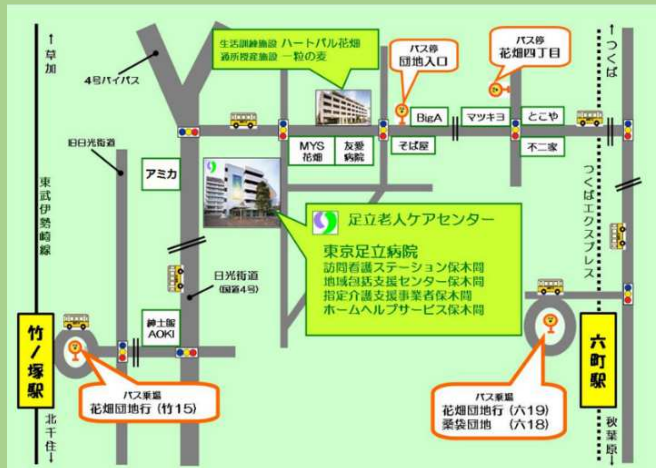 ↑草加
4号バイパス
旧日光街道
東武伊勢崎線
アミカ
生活訓練施設 ハートパル花畑
通所授産施設 一粒の麦
バス停
団地入口
バス停
花畑四丁目
↑つくば
BigA
マツキヨ
とこや
MYS
花畑
友愛
病院
そば屋
不二家
つくばエクスプレス
足立老人ケアセンター
東京足立病院
訪問看護ステーション保木間
地域包括支援センター保木間
指定介護支援事業者保木間
ホームヘルプサービス保木間
日光街道
(国道4号)
紳士服
AOKI
竹ノ塚駅
六町駅
バス乗場
花畑団地行(竹15)
バス乗場
花畑団地行(六19)
桑袋団地 (六18)
北千住→
秋葉原→